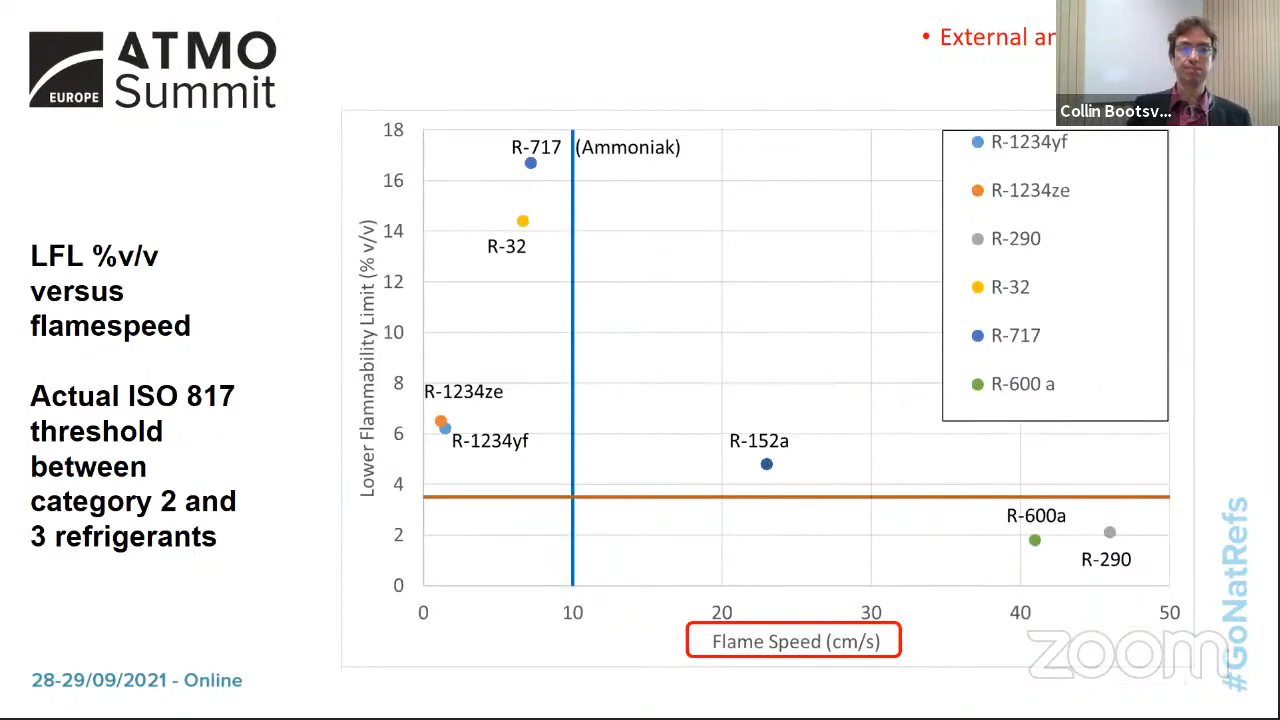 ATMO
EUROPE
Summit
• External
Collin Bootsv...
LFL %v/v
versus
flamespeed
Actual ISO 817
threshold
between
category 2 and
3 refrigerants
Lower Flammability Limit (% v/v)
18
16
14
12
10
8
6
4
2
0
0
10
20
30
40
50
Flame Speed (cm/s)
R-717 (Ammoniak)
R-32
R-1234ze
R-1234yf
R-152a
R-600a
R-290
R-1234yf
R-1234ze
R-290
R-32
R-717
R-600 a
#GoNatRefs
zoom
28-29/09/2021 - Online